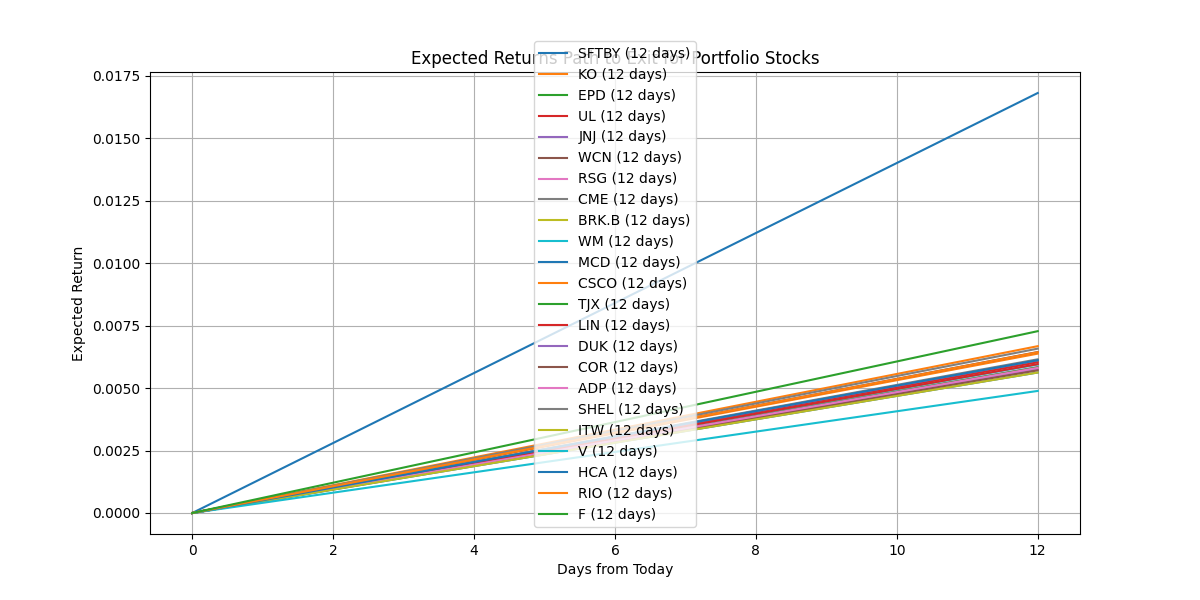 Expected Returns Path to Exit for Portfolio Stocks
SFTBY (12 days)
KO (12 days)
EPD (12 days)
UL (12 days)
JNJ (12 days)
WCN (12 days)
RSG (12 days)
CME (12 days)
BRK.B (12 days)
WM (12 days)
MCD (12 days)
CSCO (12 days)
TJX (12 days)
LIN (12 days)
DUK (12 days)
COR (12 days)
ADP (12 days)
SHEL (12 days)
ITW (12 days)
V (12 days)
HCA (12 days)
RIO (12 days)
F (12 days)
Expected Return
0.0175
0.0150
0.0125
0.0100
0.0075
0.0050
0.0025
0.0000
0 2 4 6 8 10 12
Days from Today